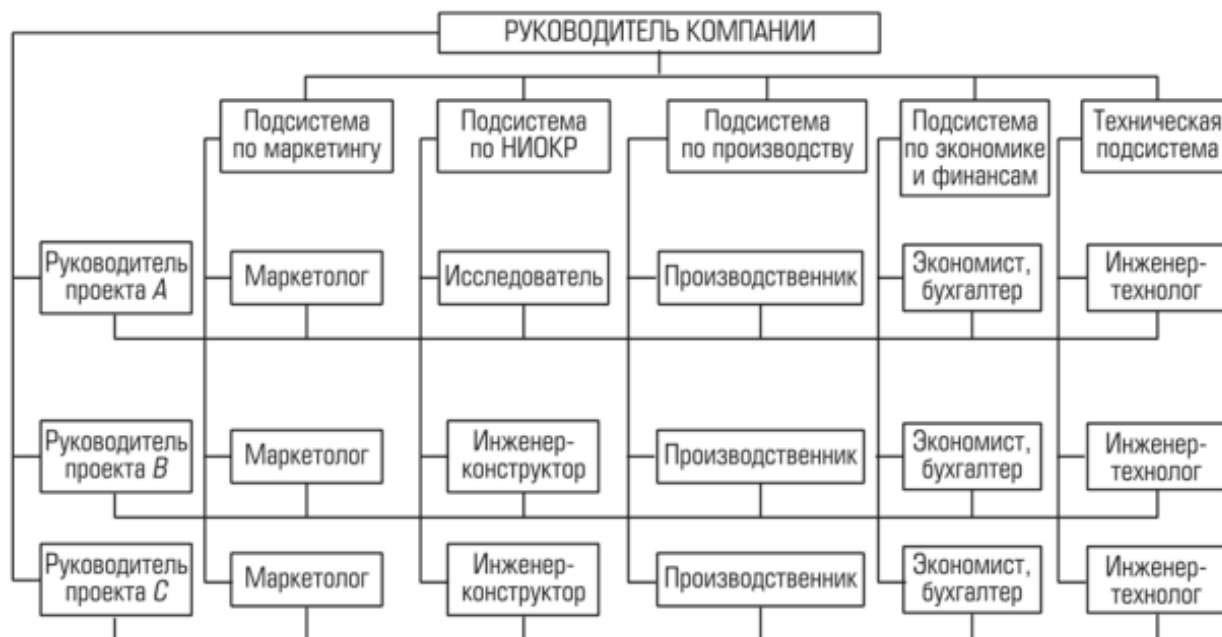 РУКОВОДИТЕЛЬ КОМПАНИИ
Подсистема
по маркетингу
Подсистема
по НИОКР
Подсистема
по производству
Подсистема
по экономике
и финансам
Техническая
подсистема
Руководитель
проекта A
Маркетолог
Исследователь
Производственник
Экономист,
бухгалтер
Инженер-
технолог
Руководитель
проекта B
Маркетолог
Инженер-
конструктор
Производственник
Экономист,
бухгалтер
Инженер-
технолог
Руководитель
проекта C
Маркетолог
Инженер-
конструктор
Производственник
Экономист,
бухгалтер
Инженер-
технолог